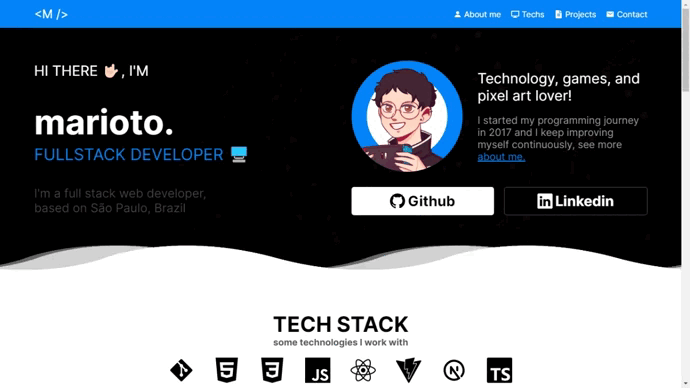 <M />
About me
Techs
Projects
Contact
HI THERE 🤟🏻, I'M
marioto.
FULLSTACK DEVELOPER
I'm a full stack web developer,
based on São Paulo, Brazil
Technology, games, and
pixel art lover!
I started my programming journey
in 2017 and I keep improving
myself continuously, see more
about me.
Github
Linkedin
TECH STACK
some technologies I work with
JS
TS